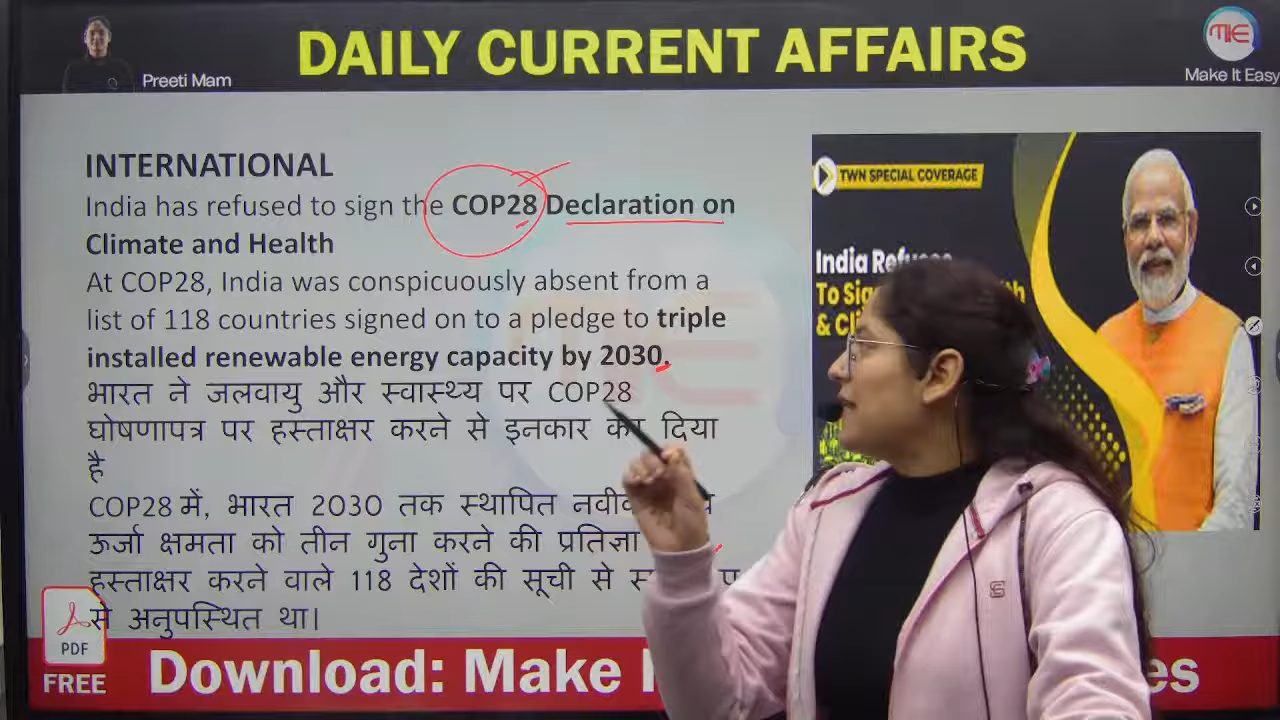 DAILY CURRENT AFFAIRS
Preeti Mam
MIE
Make It Easy
INTERNATIONAL
India has refused to sign the COP28 Declaration on
Climate and Health
At COP28, India was conspicuously absent from a
list of 118 countries signed on to a pledge to triple
installed renewable energy capacity by 2030.
भारत ने जलवायु और स्वास्थ्य पर COP28
घोषणापत्र पर हस्ताक्षर करने से इनकार कर दिया
है
COP28 में, भारत 2030 तक स्थापित
ऊर्जा क्षमता को तीन गुना करने की प्रतिज्ञा
हस्ताक्षर करने वाले 118 देशों की सूची से
से अनुपस्थित था।
TWN SPECIAL COVERAGE
India
To
&
PDF
FREE
Download: Make